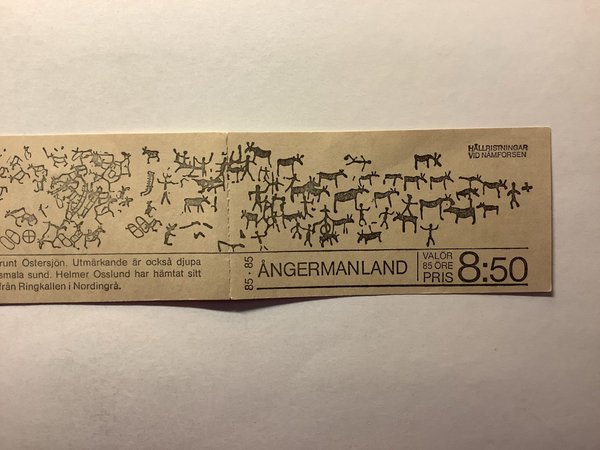 HÄLLRISTNINGAR
VID NÄMFORSEN
runt Östersjön. Utmärkande är också djupa
smala sund. Helmer Osslund har hämtat sitt
från Ringkallen i Nordingrå.
85 · 85
ÅNGERMANLAND
VALÖR
85 ÖRE
PRIS 8:50